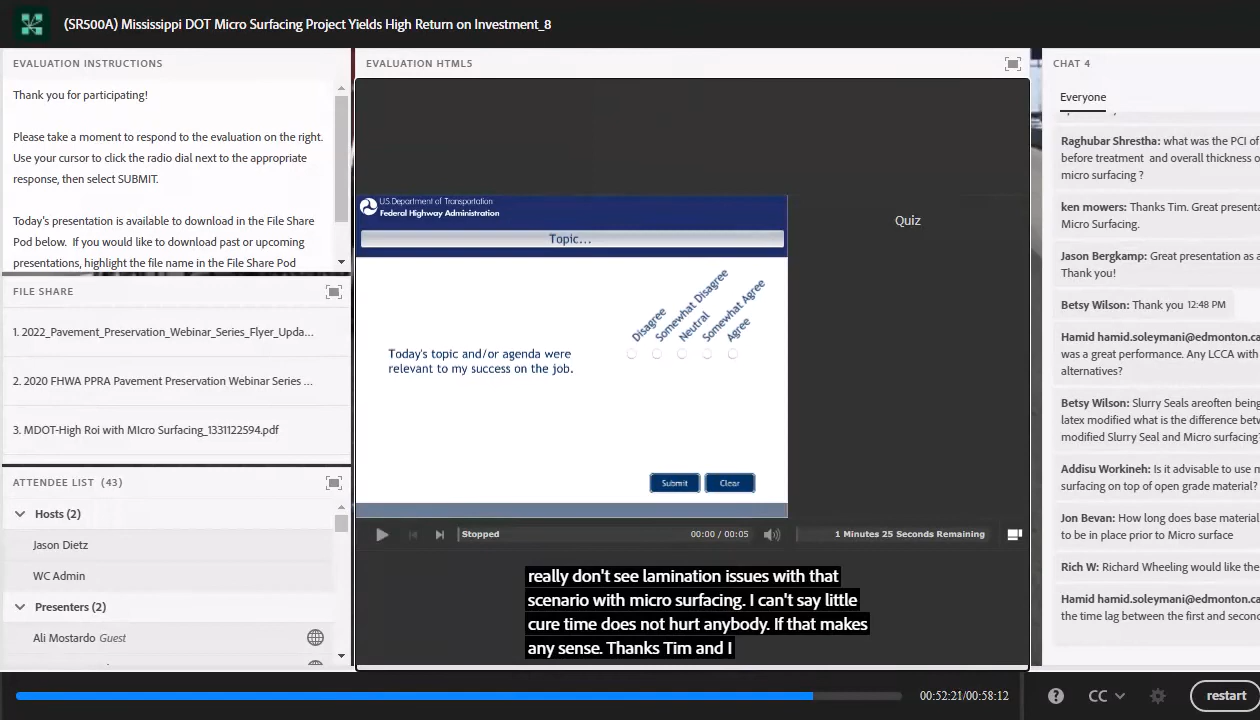 (SR500A) Mississippi DOT Micro Surfacing Project Yields High Return on Investment_8
EVALUATION INSTRUCTIONS
Thank you for participating!
Please take a moment to respond to the evaluation on the right.
Use your cursor to click the radio dial next to the appropriate
response, then select SUBMIT.
Today's presentation is available to download in the File Share
Pod below.  If you would like to download past or upcoming
presentations, highlight the file name in the File Share Pod
FILE SHARE
1. 2022_Pavement_Preservation_Webinar_Series_Flyer_Upda...
2. 2020 FHWA PPRA Pavement Preservation Webinar Series ...
3. MDOT-High Roi with MIcro Surfacing_1331122594.pdf
ATTENDEE LIST (43)
Hosts (2)
Jason Dietz
WC Admin
Presenters (2)
Ali Mostardo Guest
EVALUATION HTML5
U.S.Department of Transportation
Federal Highway Administration
Topic...
Disagree
Somewhat Disagree
Neutral
Somewhat Agree
Agree
Today's topic and/or agenda were
relevant to my success on the job.
Submit Clear
Quiz
Stopped 00:00 / 00:05 1 Minutes 25 Seconds Remaining
really don't see lamination issues with that
scenario with micro surfacing. I can't say little
cure time does not hurt anybody. If that makes
any sense. Thanks Tim and I
CHAT 4
Everyone
Raghubar Shrestha: what was the PCI of
before treatment  and overall thickness o
micro surfacing ?
ken mowers: Thanks Tim. Great presenta
Micro Surfacing.
Jason Bergkamp: Great presentation as a
Thank you!
Betsy Wilson: Thank you 12:48 PM
Hamid hamid.soleymani@edmonton.ca
was a great performance. Any LCCA with
alternatives?
Betsy Wilson: Slurry Seals areoften being
latex modified what is the difference betw
modified Slurry Seal and Micro surfacing?
Addisu Workineh: Is it advisable to use m
surfacing on top of open grade material?
Jon Bevan: How long does base material
to be in place prior to Micro surface
Rich W: Richard Wheeling would like the
Hamid hamid.soleymani@edmonton.ca
the time lag between the first and second
00:52:21/00:58:12
CC
restart